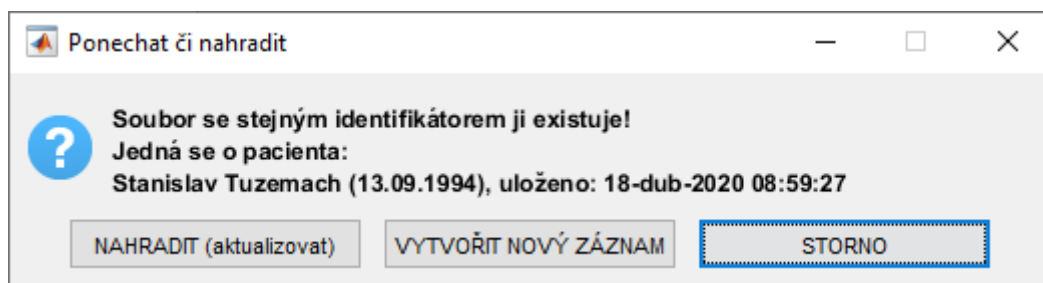 Ponechat či nahradit
Soubor se stejným identifikátorem ji existuje!
Jedná se o pacienta:
Stanislav Tuzemach (13.09.1994), uloženo: 18-dub-2020 08:59:27
NAHRADIT (aktualizovat) VYTVOŘIT NOVÝ ZÁZNAM STORNO